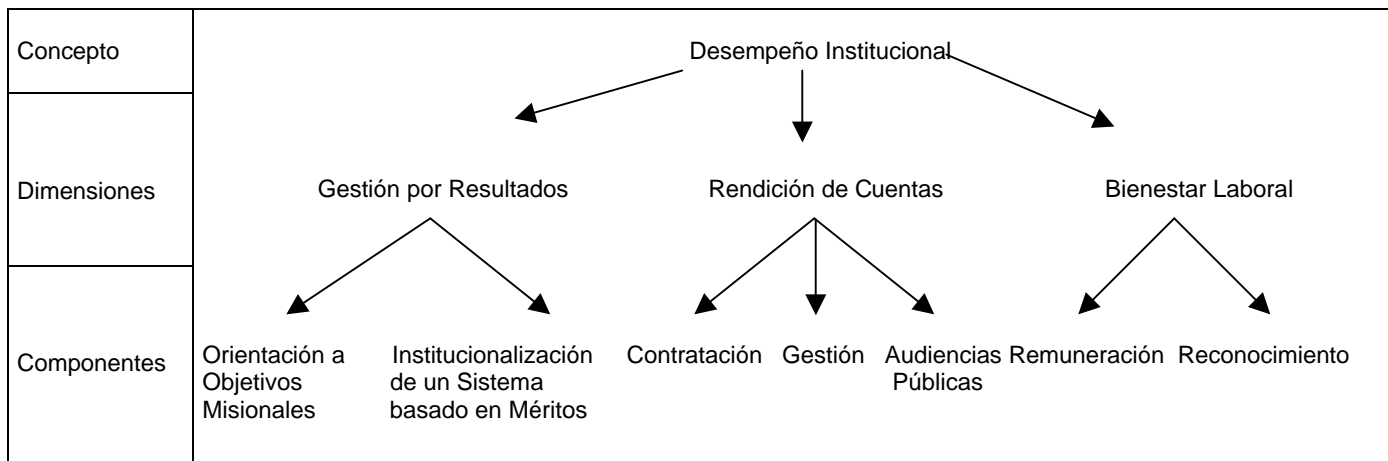 Concepto
Desempeño Institucional
Dimensiones
Gestión por Resultados
Rendición de Cuentas
Bienestar Laboral
Componentes
Orientación a
Objetivos
Misionales
Institucionalización
de un Sistema
basado en Méritos
Contratación
Gestión
Audiencias
Públicas
Remuneración
Reconocimiento